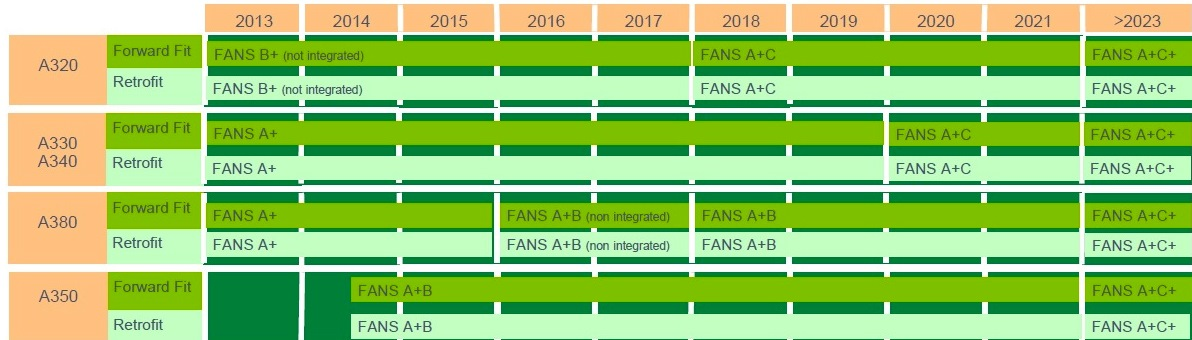 2013 2014 2015 2016 2017 2018 2019 2020 2021 >2023
A320
Forward Fit FANS B+ (not integrated) FANS A+C FANS A+C+
Retrofit FANS B+ (not integrated) FANS A+C FANS A+C+
A330
A340
Forward Fit FANS A+ FANS A+C FANS A+C+
Retrofit FANS A+ FANS A+C FANS A+C+
A380
Forward Fit FANS A+ FANS A+B (non integrated) FANS A+B FANS A+C+
Retrofit FANS A+ FANS A+B (non integrated) FANS A+B FANS A+C+
A350
Forward Fit FANS A+B FANS A+C+
Retrofit FANS A+B FANS A+C+